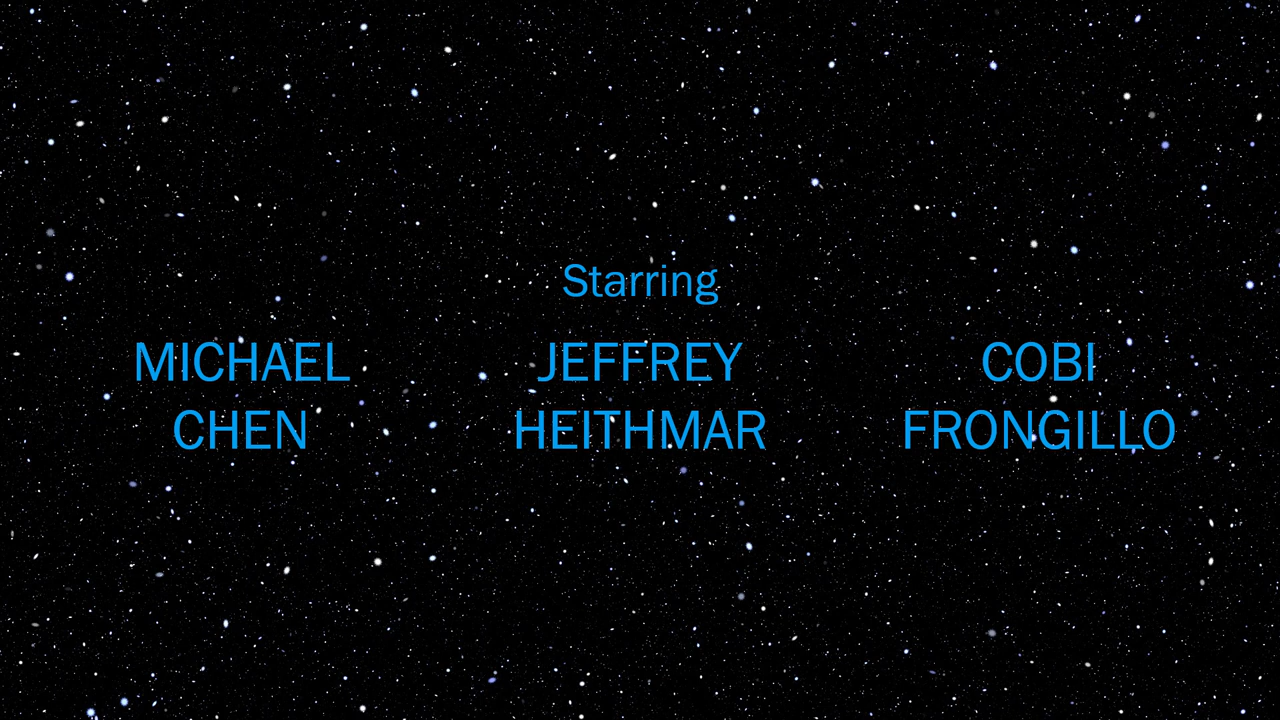 Starring
MICHAEL
CHEN
JEFFREY
HEITHMAR
COBI
FRONGILLO